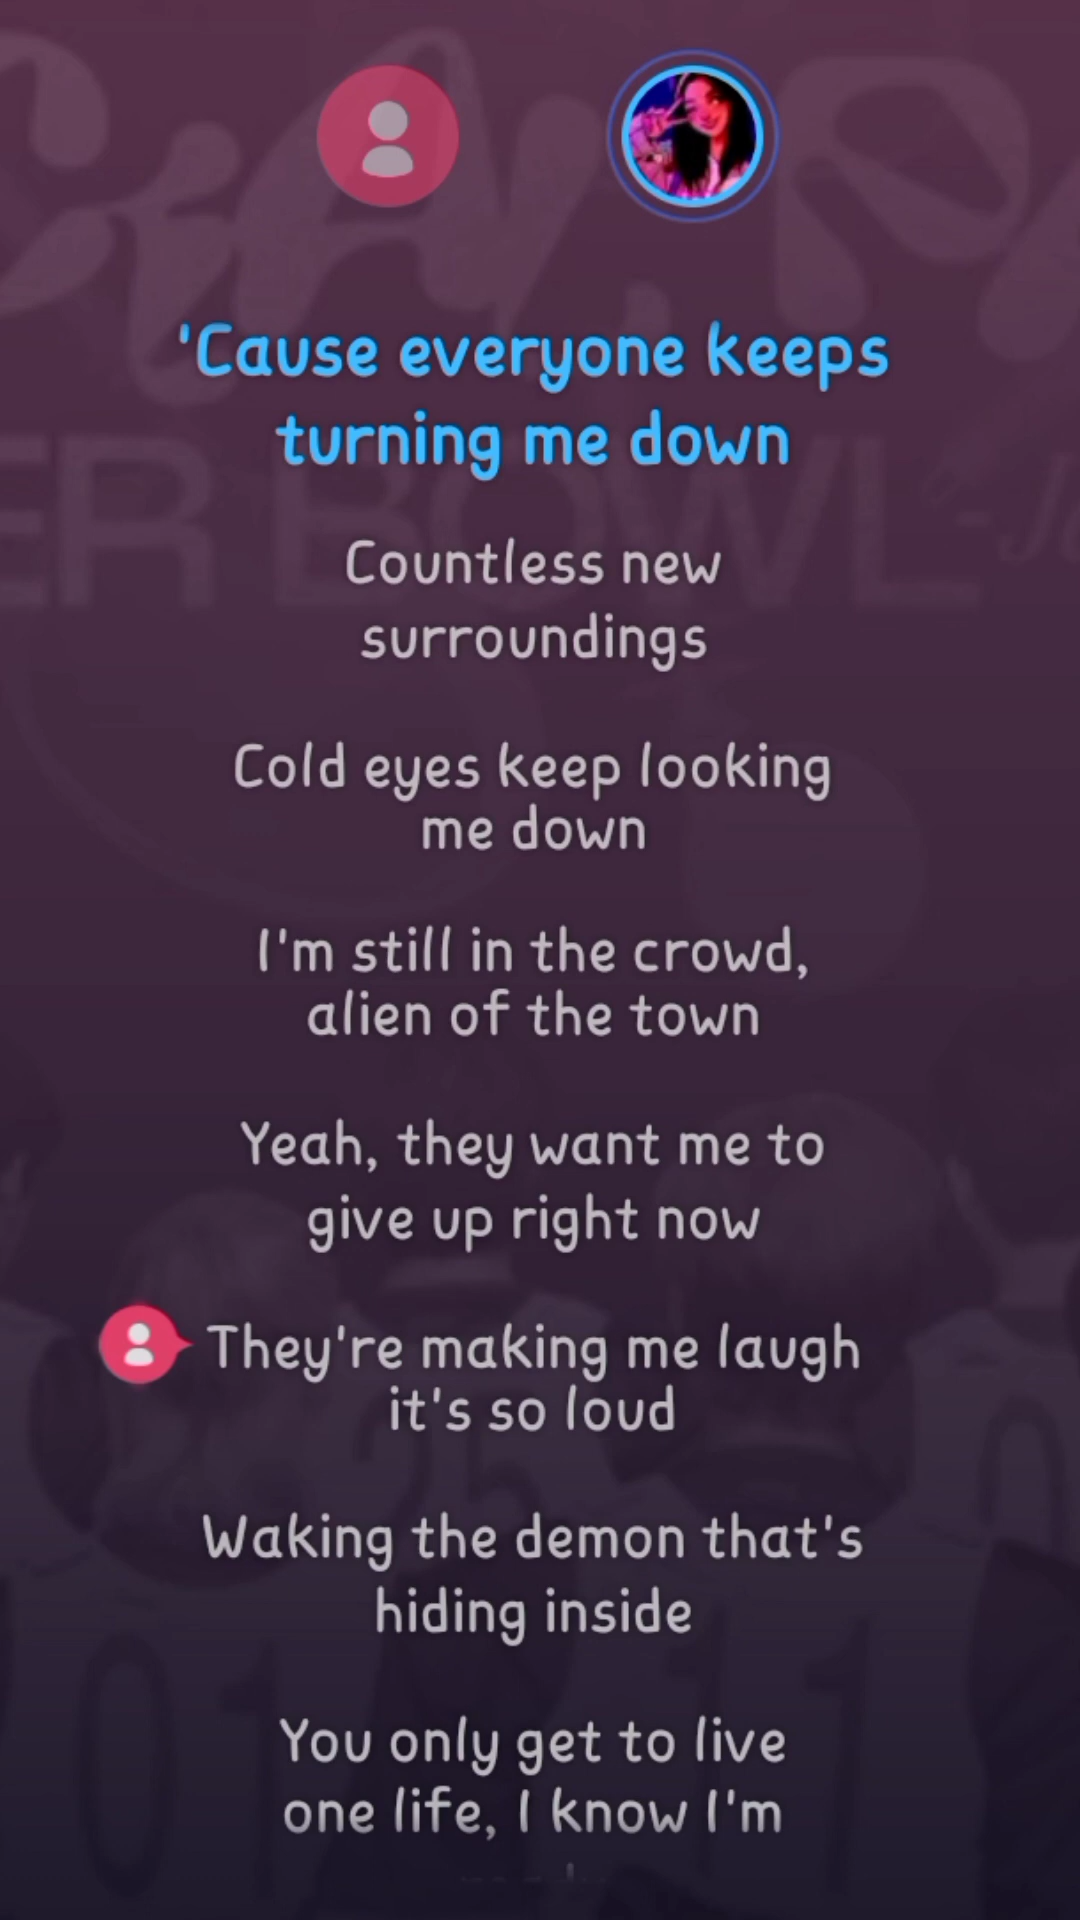 'Cause everyone keeps
turning me down
Countless new
surroundings
Cold eyes keep looking
me down
I'm still in the crowd,
alien of the town
Yeah, they want me to
give up right now
They're making me laugh
it's so loud
Waking the demon that's
hiding inside
You only get to live
one life, I know I'm
ER BOWL